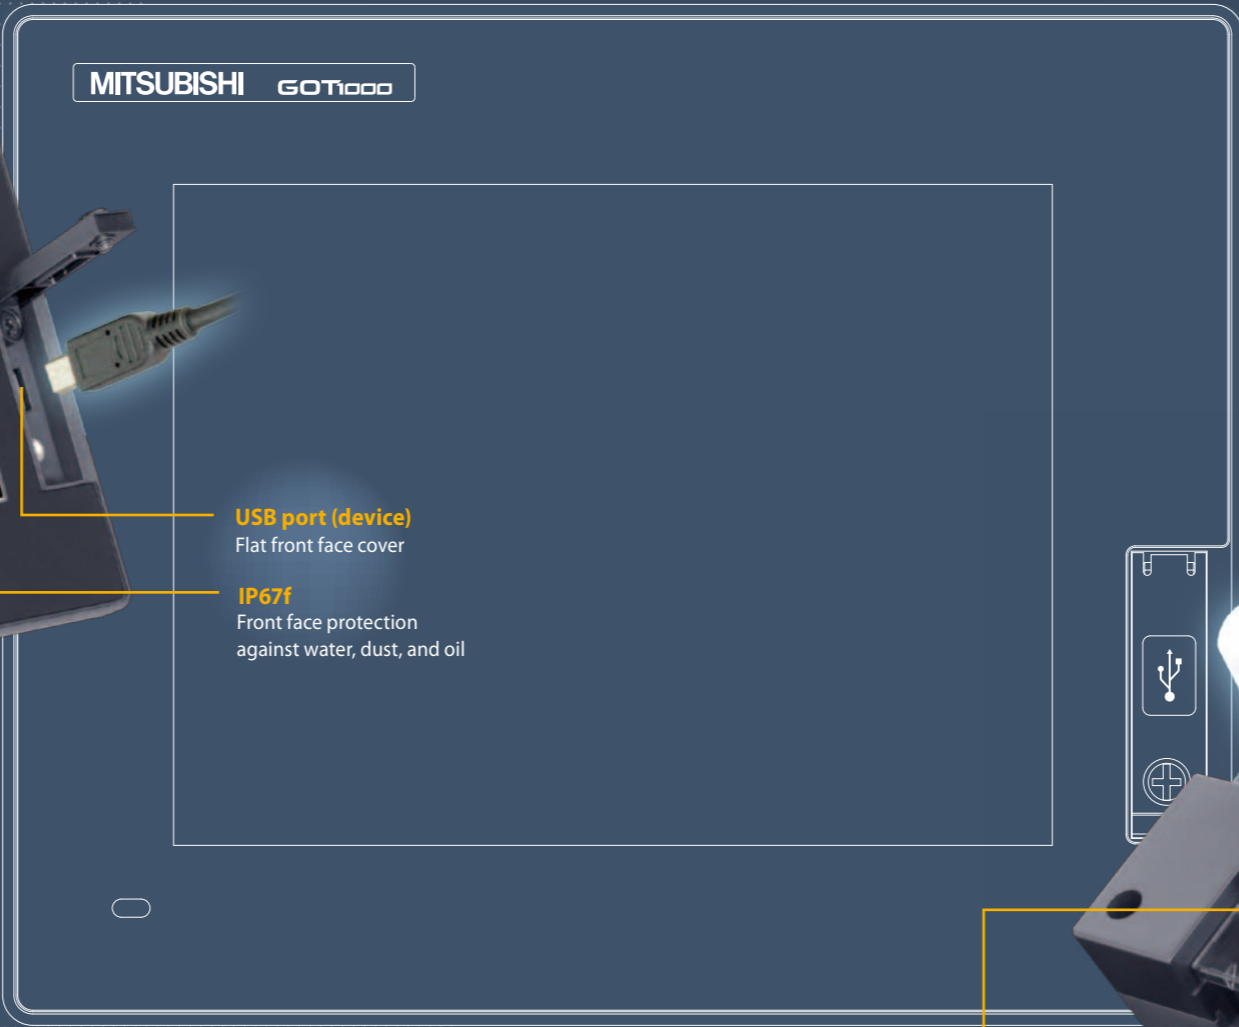 MITSUBISHI GOT1000
USB port (device)
Flat front face cover
IP67f
Front face protection
against water, dust, and oil